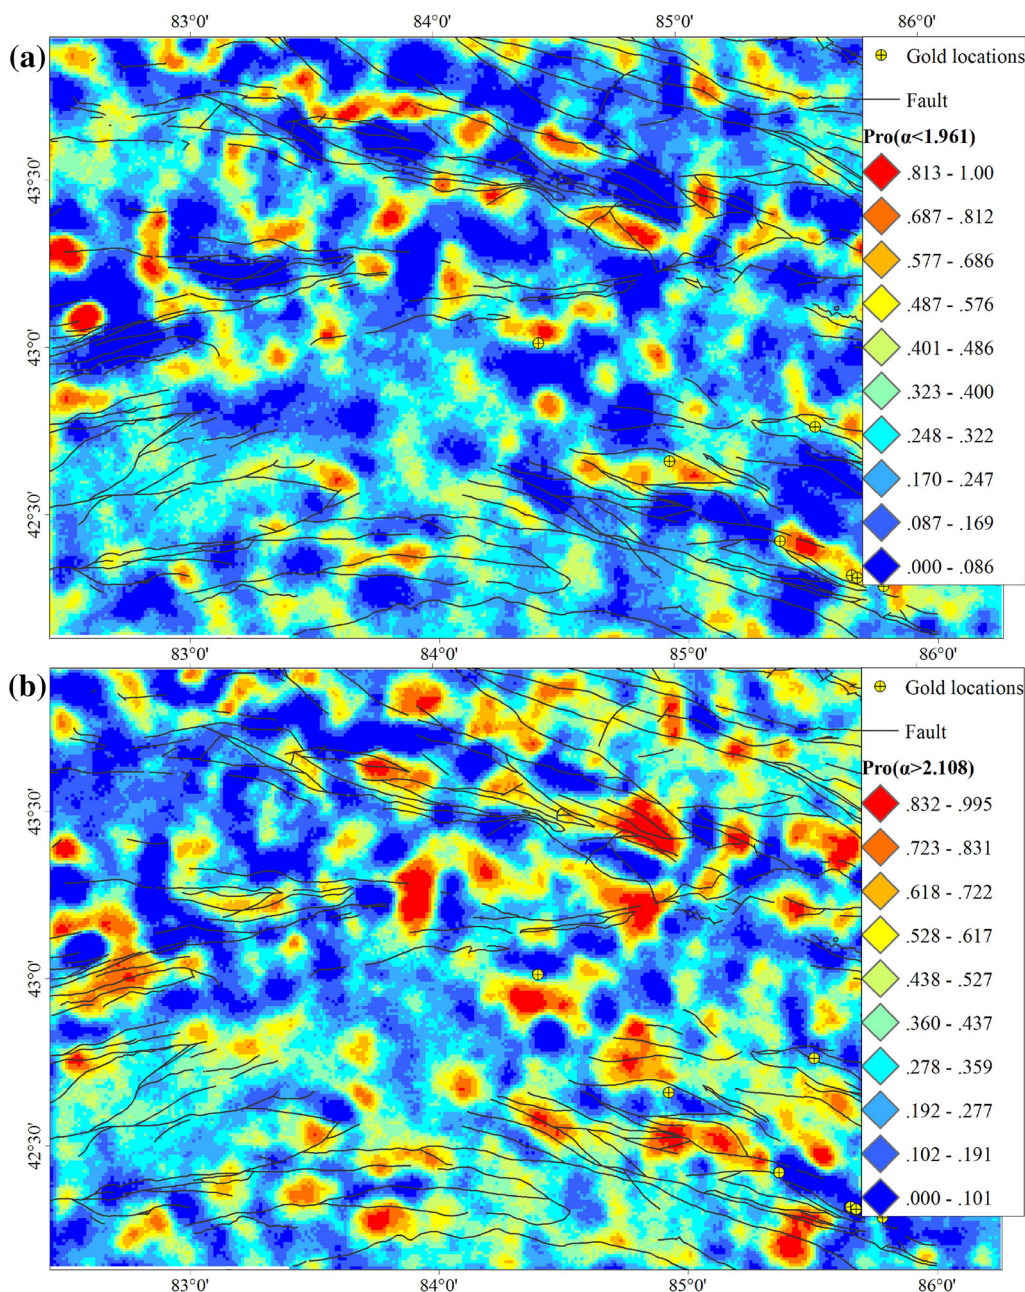 83°0' 84°0' 85°0' 86°0'
(a)
Gold locations
Fault
Pro(α<1.961)
.813 - 1.00
.687 - .812
.577 - .686
.487 - .576
.401 - .486
.323 - .400
.248 - .322
.170 - .247
.087 - .169
.000 - .086
43°30'
43°0'
42°30'
83°0' 84°0' 85°0' 86°0'
(b)
Gold locations
Fault
Pro(α>2.108)
.832 - .995
.723 - .831
.618 - .722
.528 - .617
.438 - .527
.360 - .437
.278 - .359
.192 - .277
.102 - .191
.000 - .101
43°30'
43°0'
42°30'
83°0' 84°0' 85°0' 86°0'